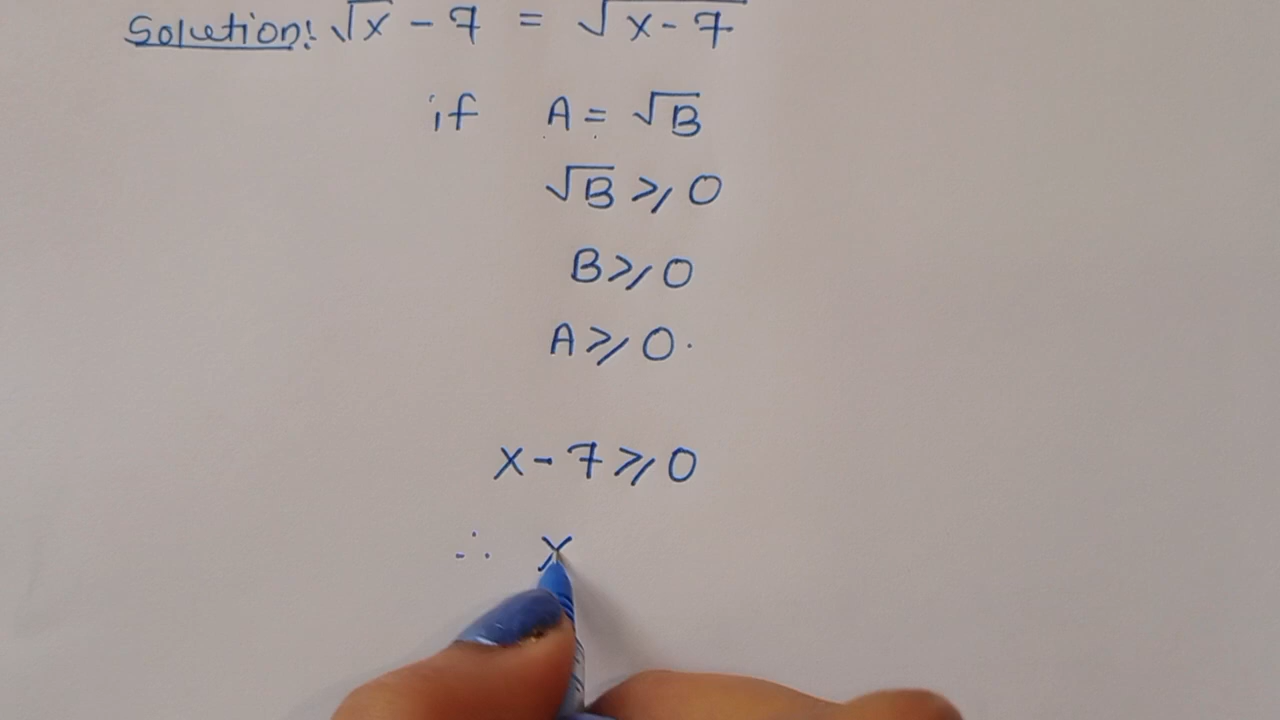 Solution: √x - 7 = √(x-7)
if A = √B
√B ⩾ 0
B ⩾ 0
A ⩾ 0.
x - 7 ⩾ 0
∴ x